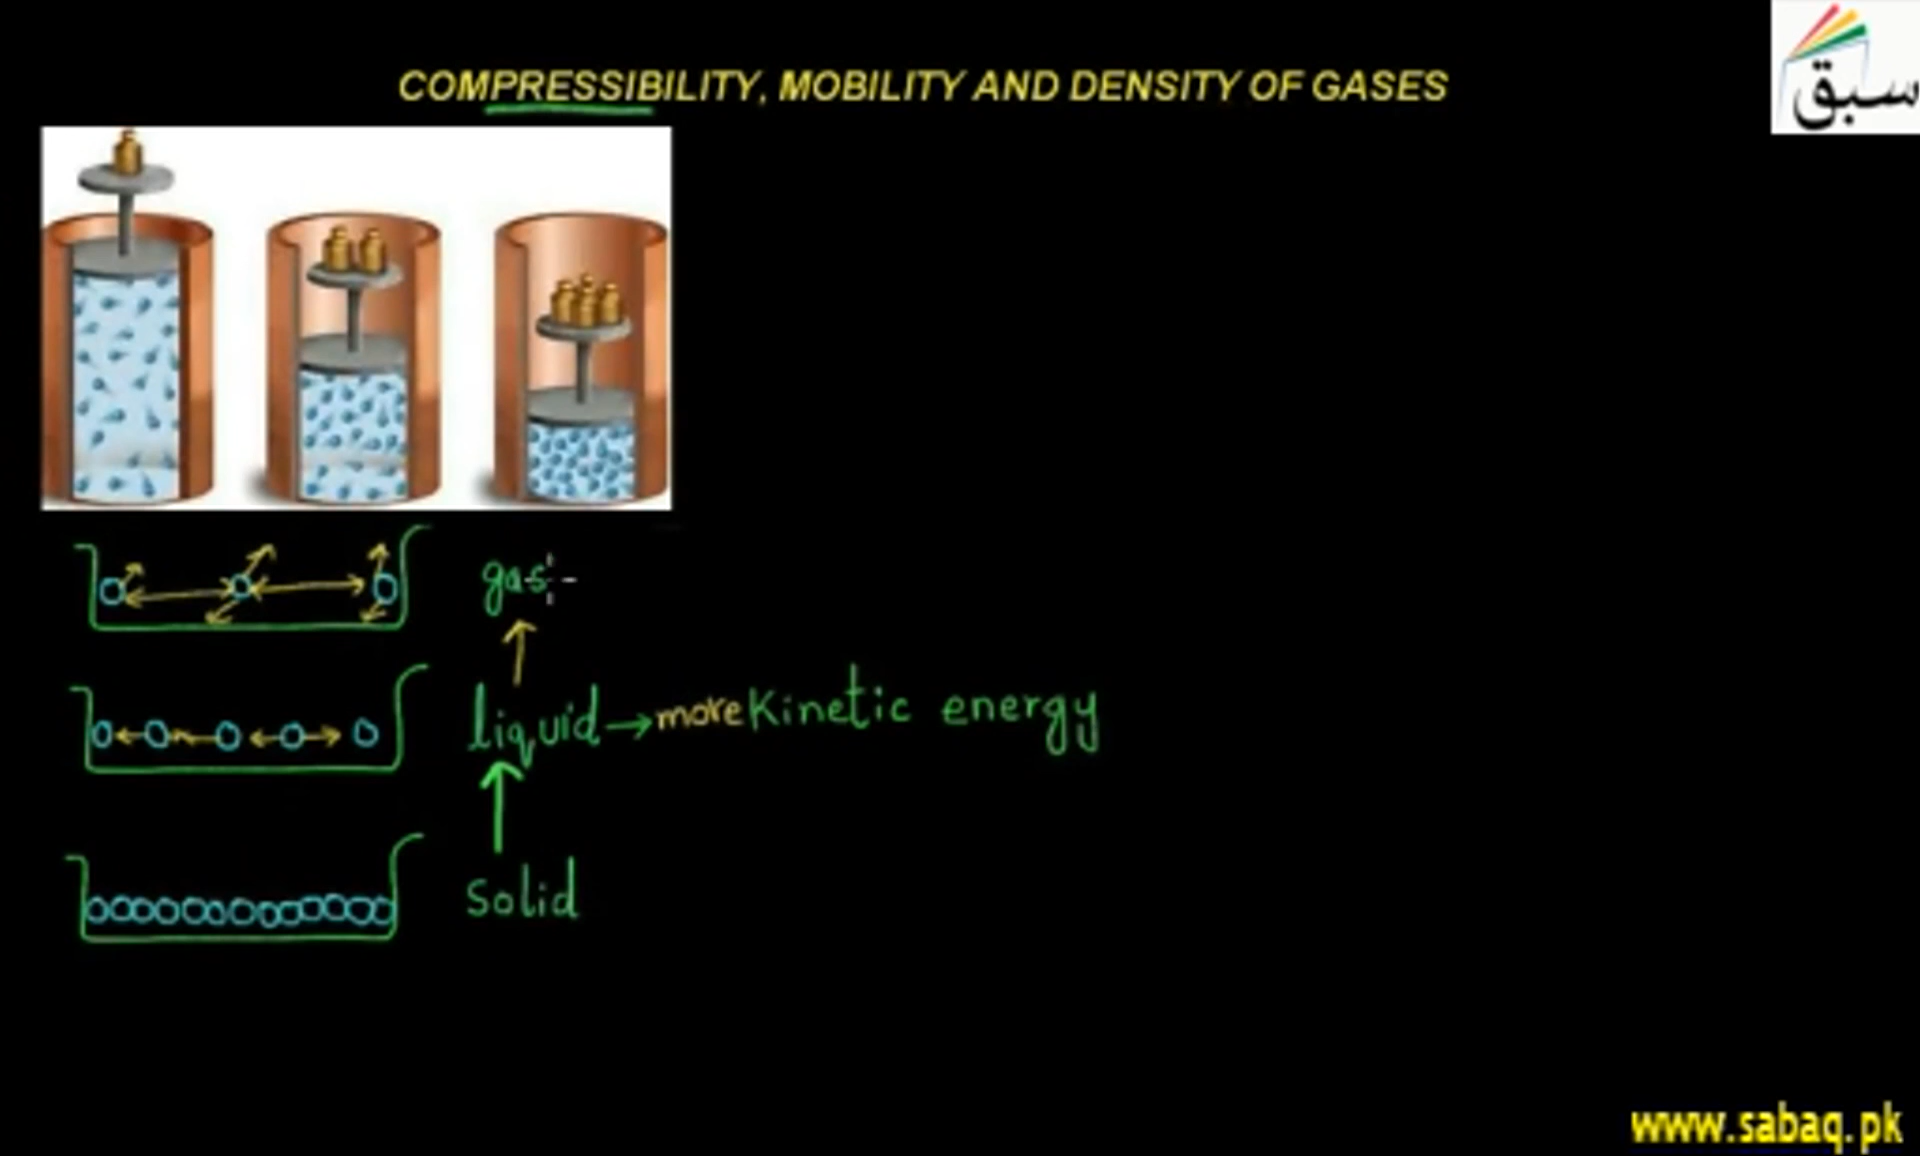 COMPRESSIBILITY, MOBILITY AND DENSITY OF GASES
سبق
gas
liquid → more Kinetic energy
solid
www.sabaq.pk